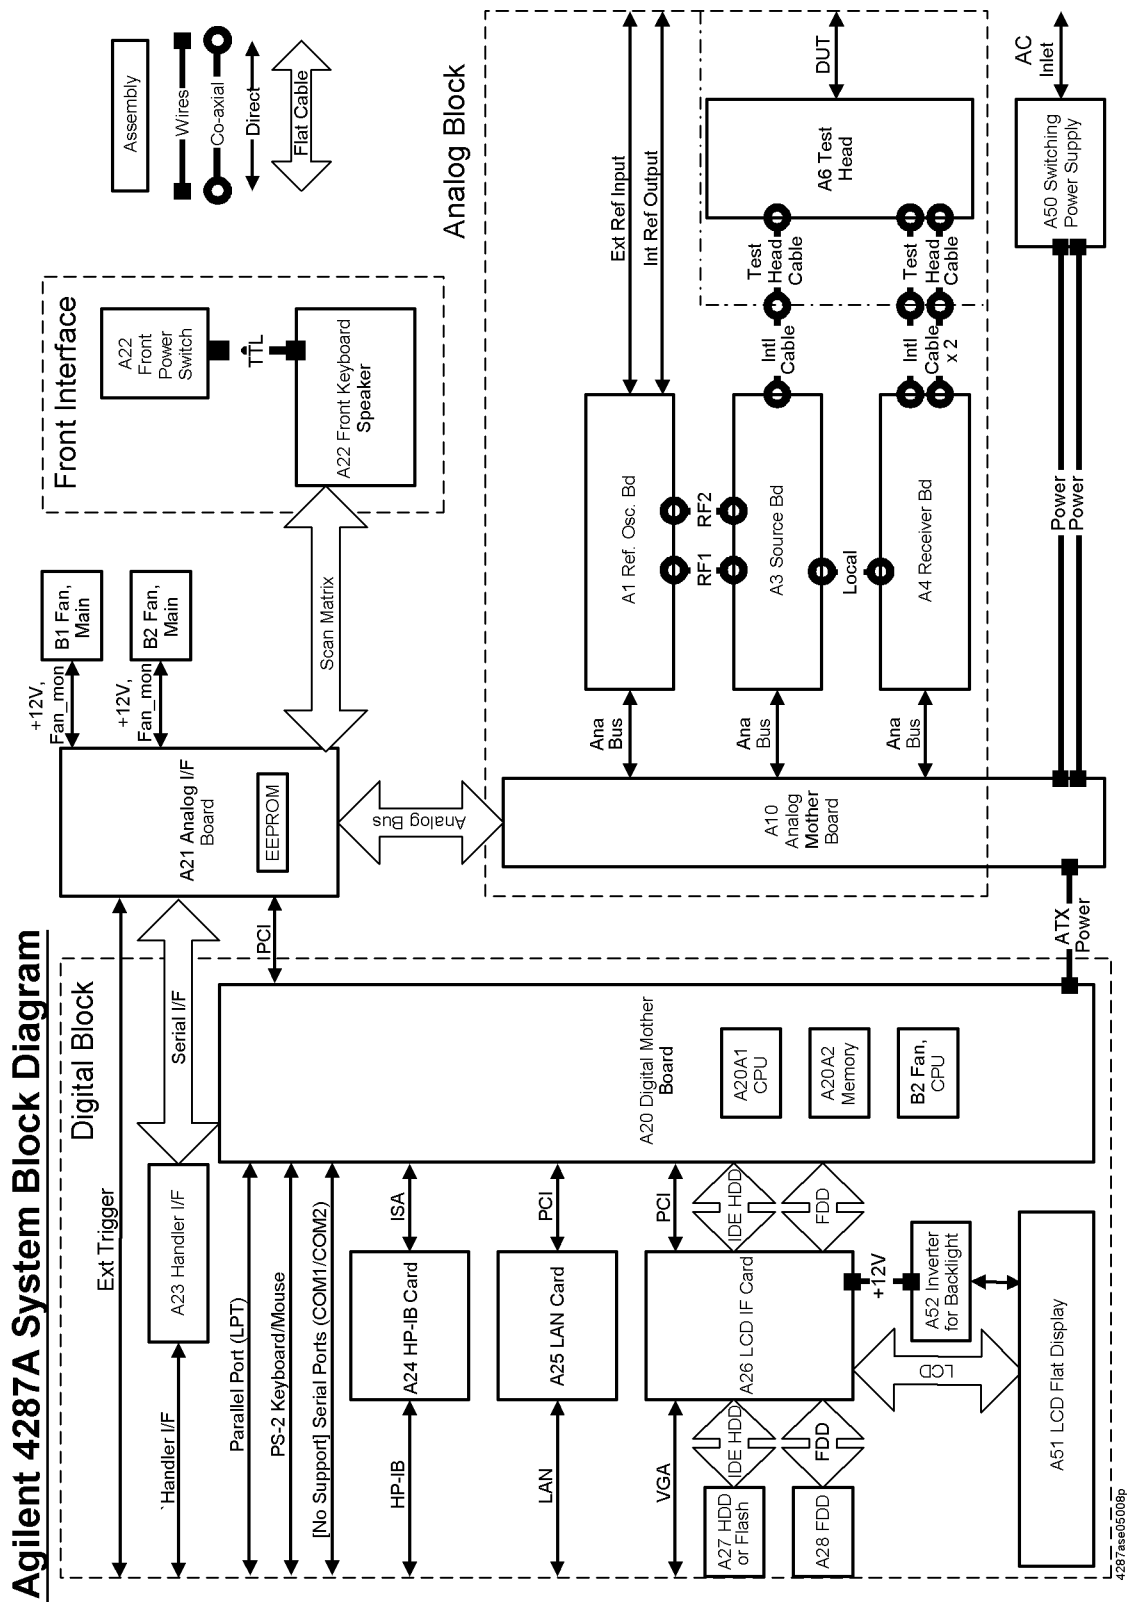 Agilent 4287A System Block Diagram
Digital Block
Ext Trigger
`Handler I/F
A23 Handler I/F
Serial I/F
Parallel Port (LPT)
PS-2 Keyboard/Mouse
[No Support] Serial Ports (COM1/COM2)
HP-IB
A24 HP-IB Card
ISA
LAN
A25 LAN Card
PCI
VGA
A26 LCD IF Card
PCI
IDE HDD
FDD
IDE HDD
FDD
A27 HDD
or Flash
A28 FDD
LCD
+12V
A52 Inverter
for Backlight
A51 LCD Flat Display
A20 Digital Mother
Board
A20A1
CPU
A20A2
Memory
B2 Fan,
CPU
PCI
ATX
Power
A21 Analog I/F
Board
EEPROM
+12V,
Fan_mon
+12V,
Fan_mon
B1 Fan,
Main
B2 Fan,
Main
Scan Matrix
Analog Bus
Front Interface
A22
Front
Power
Switch
TTL
A22 Front Keyboard
Speaker
Assembly
Wires
Co-axial
Direct
Flat Cable
Analog Block
A10
Analog
Mother
Board
Ana
Bus
Ana
Bus
Ana
Bus
A1 Ref. Osc. Bd
RF1
RF2
A3 Source Bd
Local
A4 Receiver Bd
Ext Ref Input
Int Ref Output
Intl
Cable
Intl
Cable
x 2
Test
Head
Cable
Test
Head
Cable
A6 Test
Head
DUT
AC
Inlet
A50 Switching
Power Supply
Power
Power
4287ase05008p